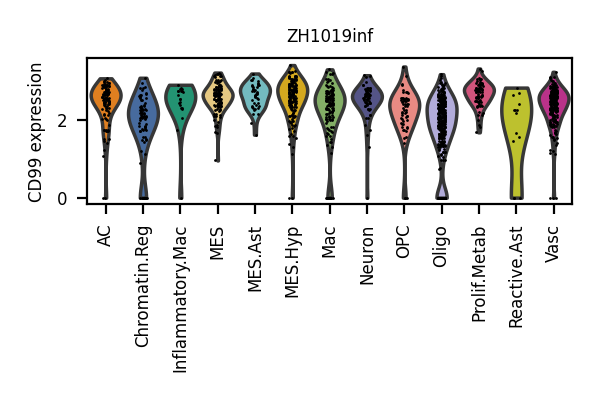 ZH1019inf
CD99 expression
2
0
AC
Chromatin.Reg
Inflammatory.Mac
MES
MES.Ast
MES.Hyp
Mac
Neuron
OPC
Oligo
Prolif.Metab
Reactive.Ast
Vasc